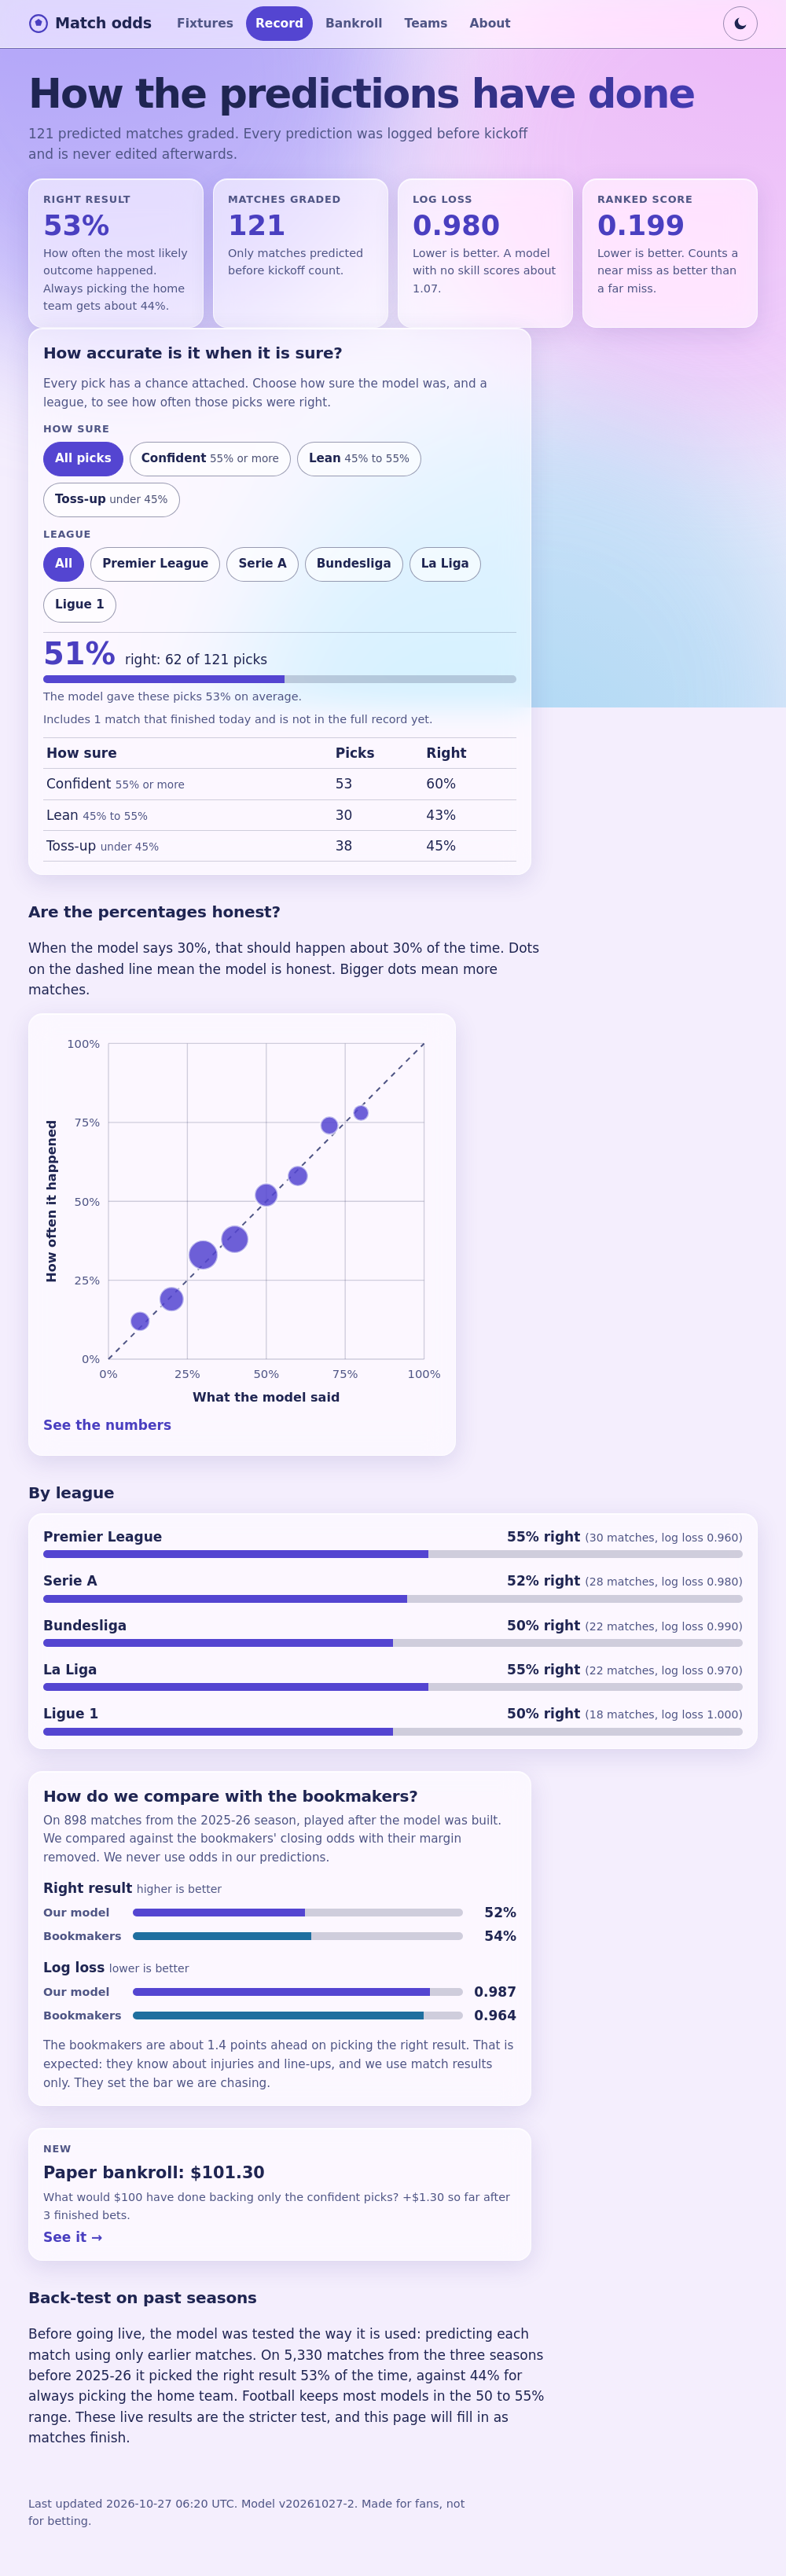 Match odds Fixtures Record Bankroll Teams About
How the predictions have done
121 predicted matches graded. Every prediction was logged before kickoff
and is never edited afterwards.
RIGHT RESULT
53%
How often the most likely
outcome happened.
Always picking the home
team gets about 44%.
MATCHES GRADED
121
Only matches predicted
before kickoff count.
LOG LOSS
0.980
Lower is better. A model
with no skill scores about
1.07.
RANKED SCORE
0.199
Lower is better. Counts a
near miss as better than
a far miss.
How accurate is it when it is sure?
Every pick has a chance attached. Choose how sure the model was, and a
league, to see how often those picks were right.
HOW SURE
All picks Confident 55% or more Lean 45% to 55%
Toss-up under 45%
LEAGUE
All Premier League Serie A Bundesliga La Liga
Ligue 1
51% right: 62 of 121 picks
The model gave these picks 53% on average.
Includes 1 match that finished today and is not in the full record yet.
How sure Picks Right
Confident 55% or more 53 60%
Lean 45% to 55% 30 43%
Toss-up under 45% 38 45%
Are the percentages honest?
When the model says 30%, that should happen about 30% of the time. Dots
on the dashed line mean the model is honest. Bigger dots mean more
matches.
100%
75%
50%
25%
0%
How often it happened
0% 25% 50% 75% 100%
What the model said
See the numbers
By league
Premier League 55% right (30 matches, log loss 0.960)
Serie A 52% right (28 matches, log loss 0.980)
Bundesliga 50% right (22 matches, log loss 0.990)
La Liga 55% right (22 matches, log loss 0.970)
Ligue 1 50% right (18 matches, log loss 1.000)
How do we compare with the bookmakers?
On 898 matches from the 2025-26 season, played after the model was built.
We compared against the bookmakers' closing odds with their margin
removed. We never use odds in our predictions.
Right result higher is better
Our model 52%
Bookmakers 54%
Log loss lower is better
Our model 0.987
Bookmakers 0.964
The bookmakers are about 1.4 points ahead on picking the right result. That is
expected: they know about injuries and line-ups, and we use match results
only. They set the bar we are chasing.
NEW
Paper bankroll: $101.30
What would $100 have done backing only the confident picks? +$1.30 so far after
3 finished bets.
See it →
Back-test on past seasons
Before going live, the model was tested the way it is used: predicting each
match using only earlier matches. On 5,330 matches from the three seasons
before 2025-26 it picked the right result 53% of the time, against 44% for
always picking the home team. Football keeps most models in the 50 to 55%
range. These live results are the stricter test, and this page will fill in as
matches finish.
Last updated 2026-10-27 06:20 UTC. Model v20261027-2. Made for fans, not
for betting.